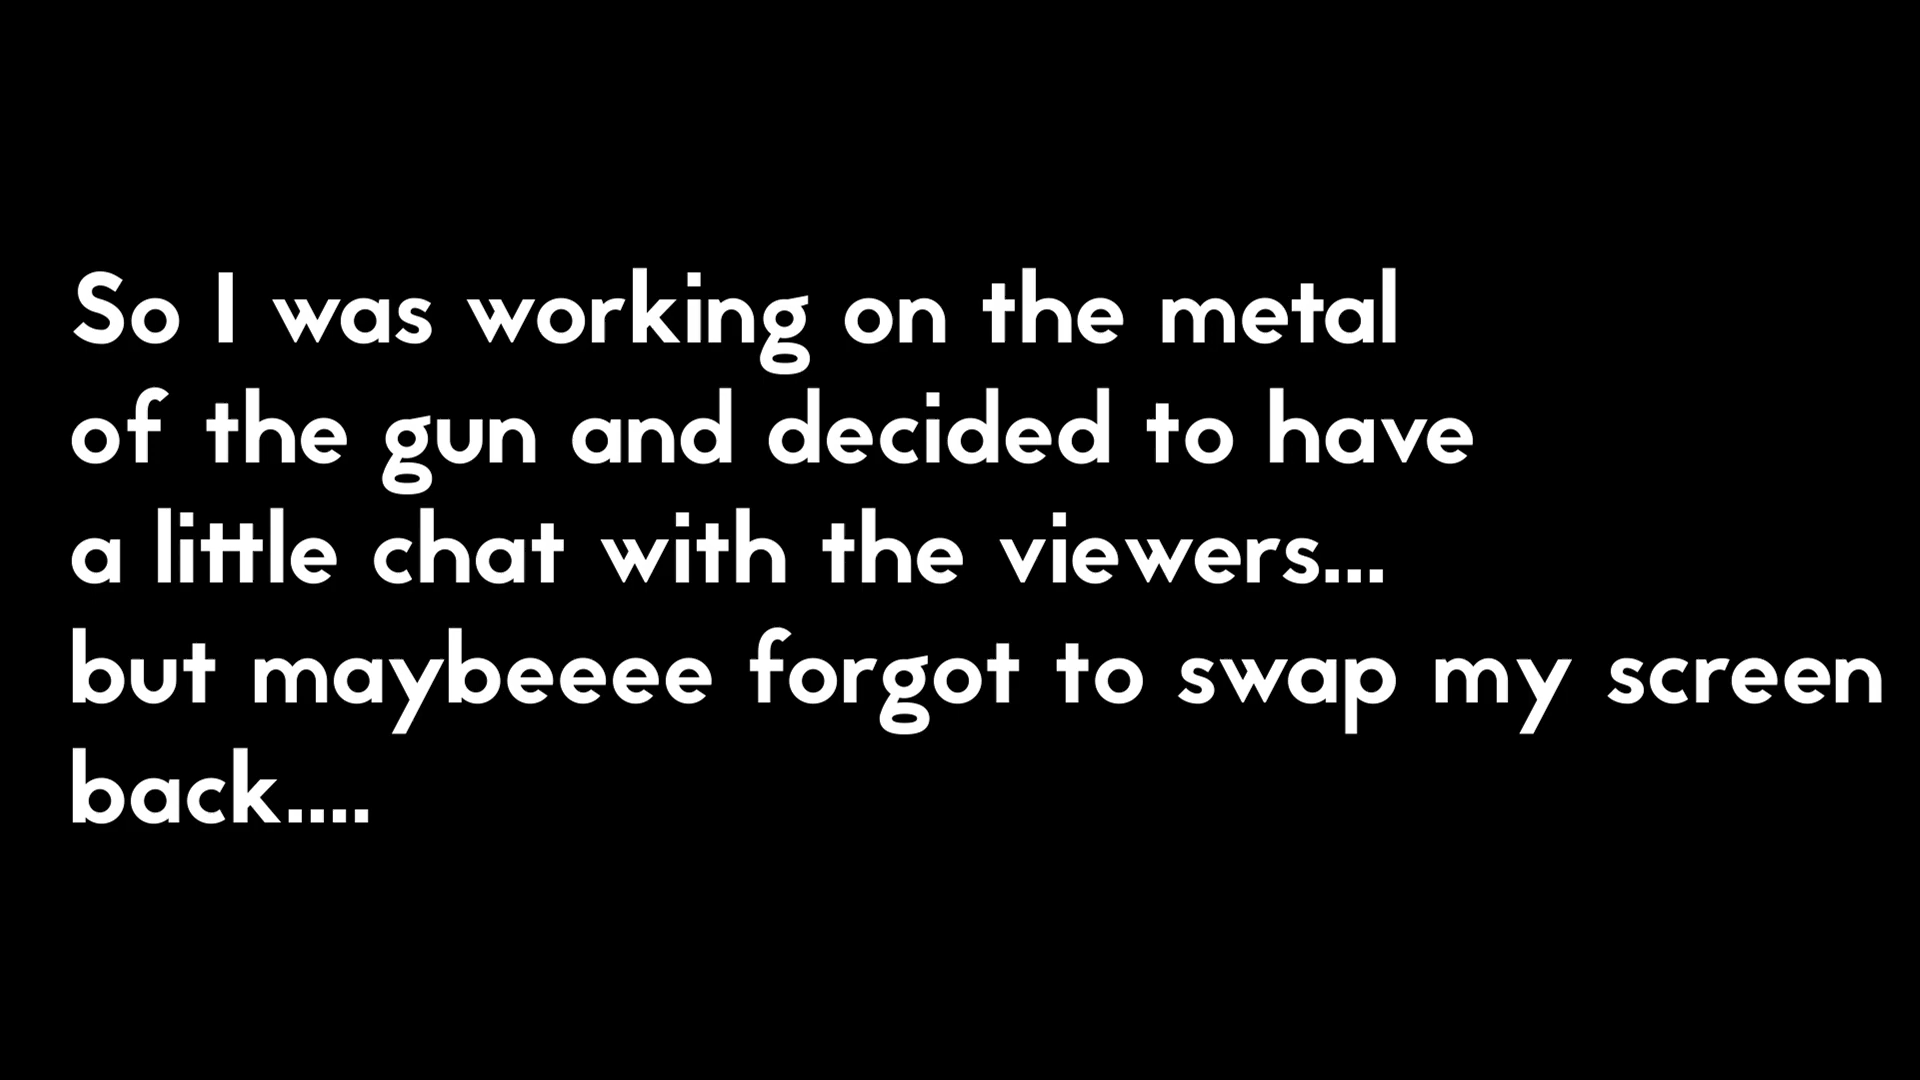 So I was working on the metal
of the gun and decided to have
a little chat with the viewers...
but maybeeee forgot to swap my screen
back....